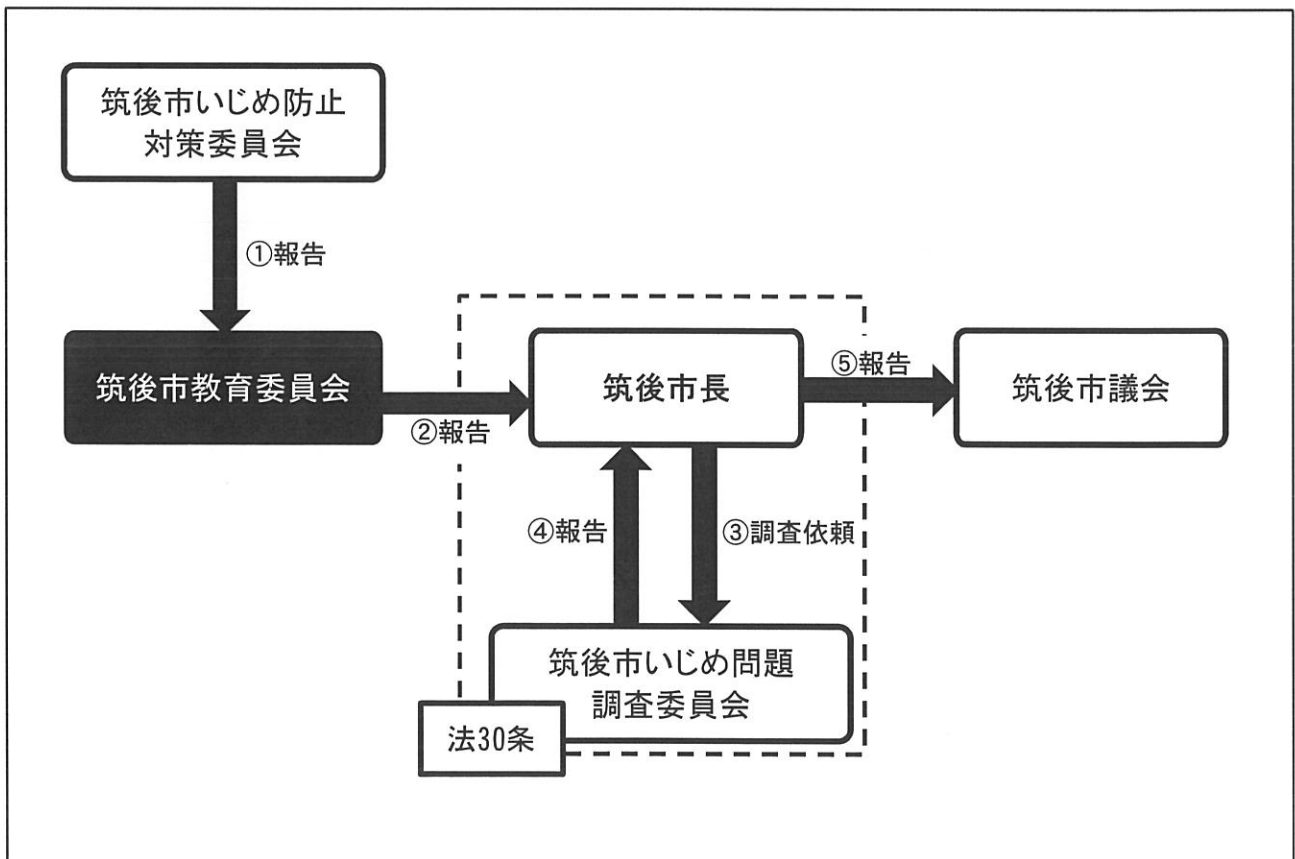 筑後市いじめ防止
対策委員会
①報告
筑後市教育委員会
②報告
筑後市長
⑤報告
筑後市議会
④報告
③調査依頼
筑後市いじめ問題
調査委員会
法30条